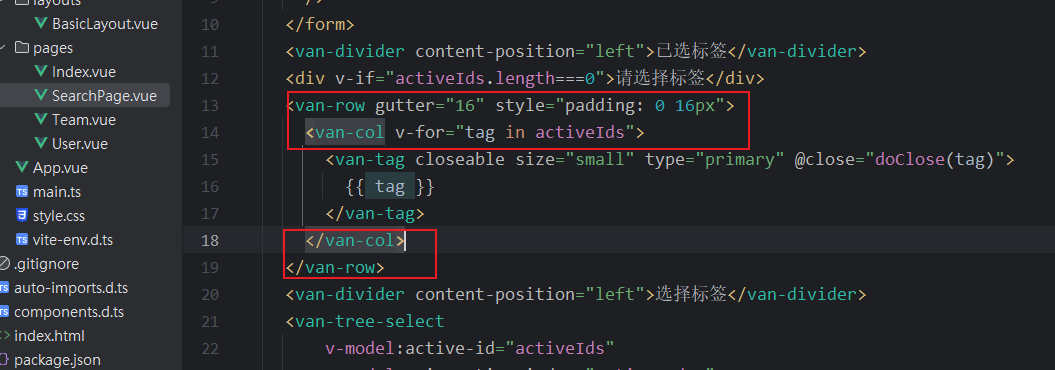 layouts
BasicLayout.vue
pages
Index.vue
SearchPage.vue
Team.vue
User.vue
App.vue
TS main.ts
style.css
TS vite-env.d.ts
.gitignore
TS auto-imports.d.ts
TS components.d.ts
<> index.html
{} package.json
10 </form>
11 <van-divider content-position="left">已选标签</van-divider>
12 <div v-if="activeIds.length===0">请选择标签</div>
13 <van-row gutter="16" style="padding: 0 16px">
14 <van-col v-for="tag in activeIds">
15 <van-tag closeable size="small" type="primary" @close="doClose(tag)">
16 {{ tag }}
17 </van-tag>
18 </van-col>
19 </van-row>
20 <van-divider content-position="left">选择标签</van-divider>
21 <van-tree-select
22 v-model:active-id="activeIds"